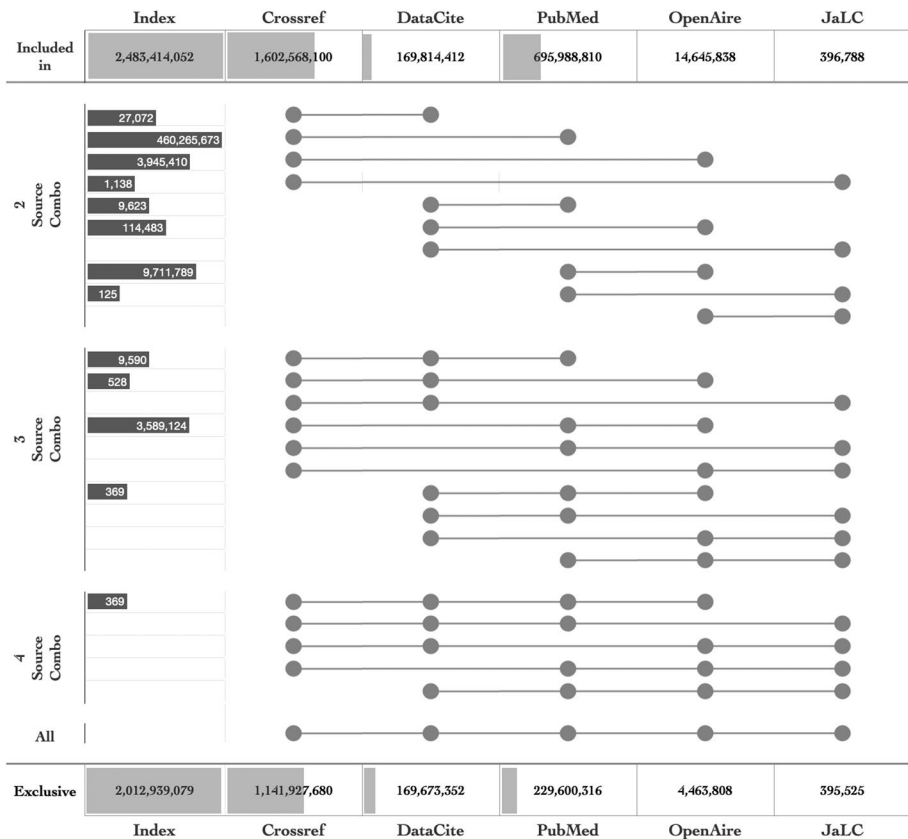 Index Crossref DataCite PubMed OpenAire JaLC
Included in 2,483,414,052 1,602,568,100 169,814,412 695,988,810 14,645,838 396,788
2 Source Combo
27,072
460,265,673
3,945,410
1,138
9,623
114,483
9,711,789
125
3 Source Combo
9,590
528
3,589,124
369
4 Source Combo
369
All
Exclusive 2,012,939,079 1,141,927,680 169,673,352 229,600,316 4,463,808 395,525
Index Crossref DataCite PubMed OpenAire JaLC